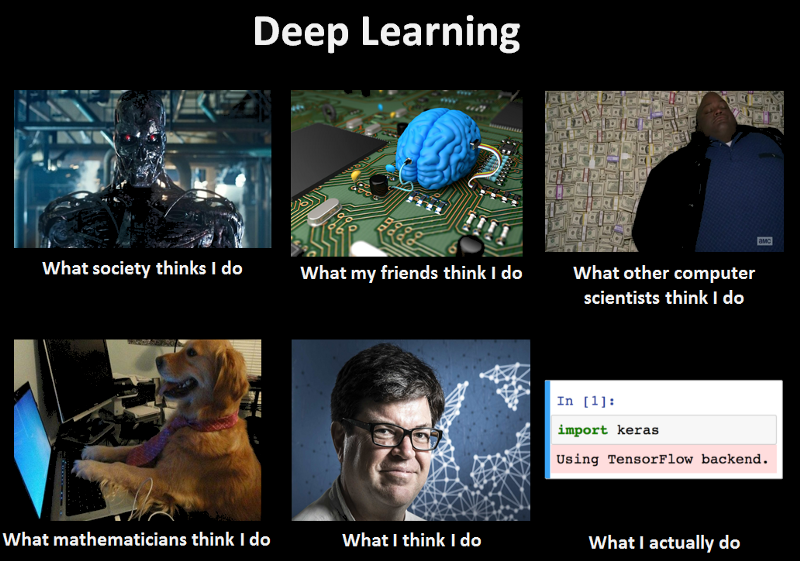 Deep Learning
What society thinks I do
What my friends think I do
What other computer
scientists think I do
amc
What mathematicians think I do
What I think I do
In [1]:
import keras
Using TensorFlow backend.
What I actually do